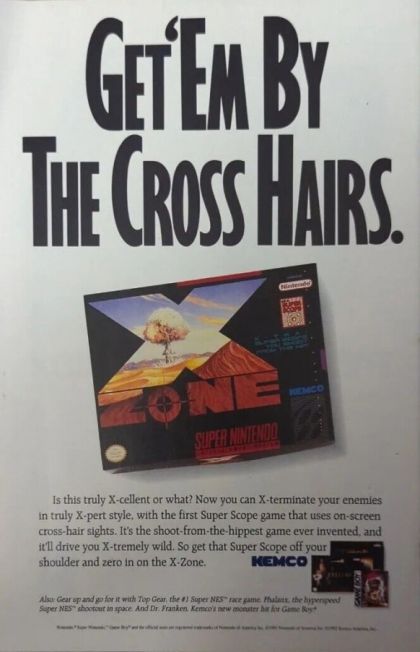 GET 'EM BY
THE CROSS HAIRS.
Nintendo
SUPER
SCOPE
X
ZONE
KEMCO
SUPER NINTENDO
Is this truly X-cellent or what? Now you can X-terminate your enemies
in truly X-pert style, with the first Super Scope game that uses on-screen
cross-hair sights. It's the shoot-from-the-hippest game ever invented, and
it'll drive you X-tremely wild. So get that Super Scope off your
shoulder and zero in on the X-Zone.
KEMCO
GAME BOY
Also: Gear up and go for it with Top Gear, the #1 Super NES™ race game. Phalanx, the hyperspeed
Super NES™ shootout in space. And Dr. Franken, Kemco's new monster hit for Game Boy®